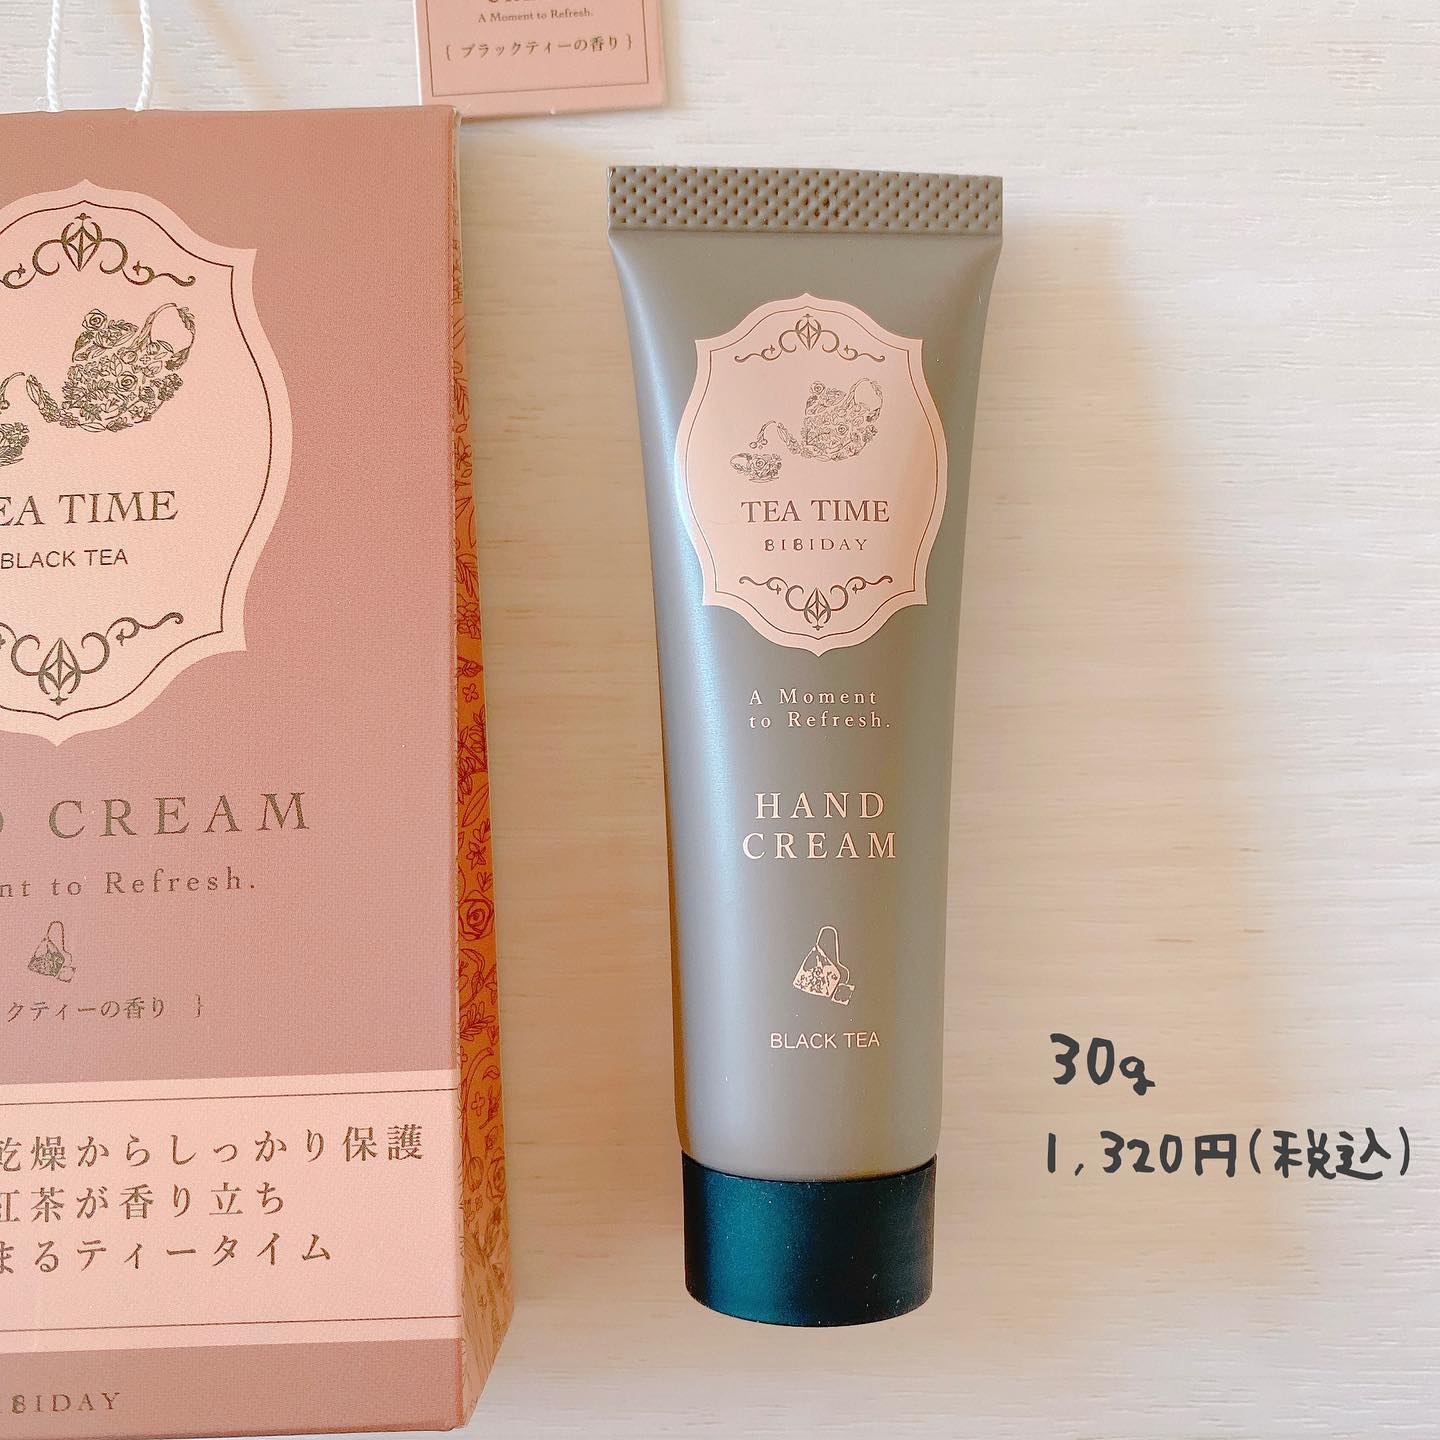 A Moment to Refresh.
{ ブラックティーの香り }
EA TIME
BLACK TEA
CREAM
nt to Refresh.
クティーの香り }
乾燥からしっかり保護
紅茶が香り立ち
まるティータイム
BIBIDAY
TEA TIME
BIBIDAY
A Moment
to Refresh.
HAND
CREAM
BLACK TEA
30g
1,320円(税込)